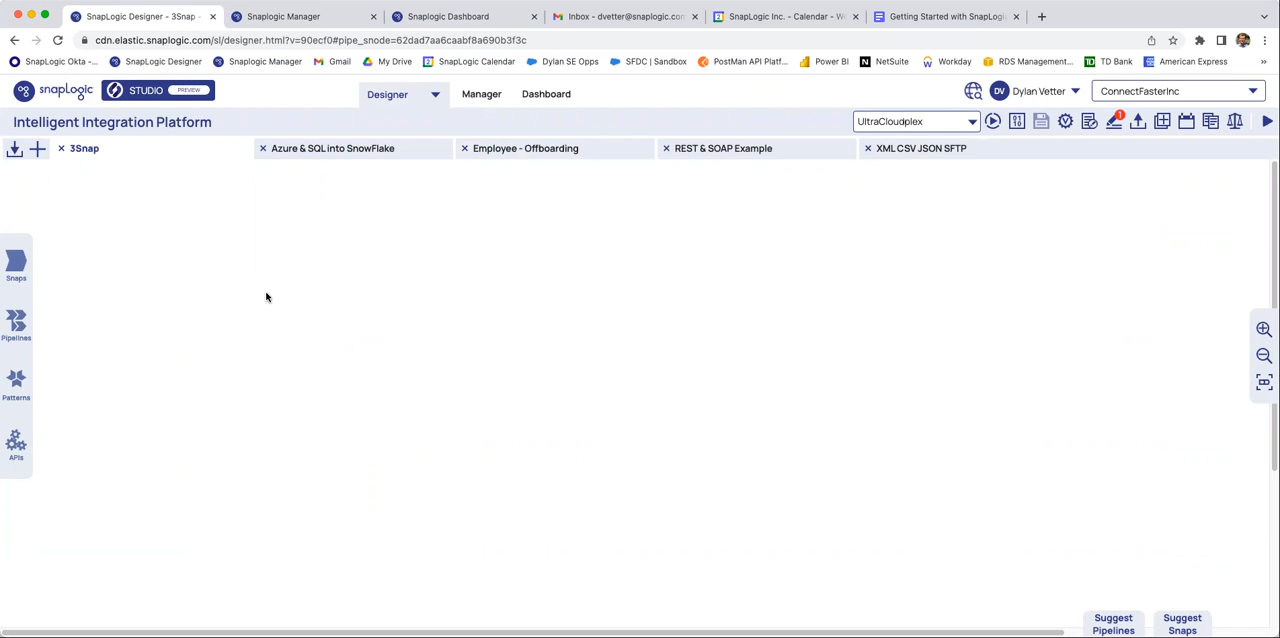 SnapLogic Designer - 3Snap -
Snaplogic Manager
Snaplogic Dashboard
Inbox - dvetter@snaplogic.con
SnapLogic Inc. - Calendar - We
Getting Started with SnapLogi
cdn.elastic.snaplogic.com/sl/designer.html?v=90ecf0#pipe_snode=62dad7aa6caabf8a690b3f3c
SnapLogic Okta -...
SnapLogic Designer
Snaplogic Manager
Gmail
My Drive
SnapLogic Calendar
Dylan SE Opps
SFDC | Sandbox
PostMan API Platf...
Power BI
NetSuite
Workday
RDS Management...
TD Bank
American Express
»
snapLogic
STUDIO PREVIEW
Designer
Manager
Dashboard
DV
Dylan Vetter
ConnectFasterInc
Intelligent Integration Platform
UltraCloudplex
1
3Snap
Azure & SQL into SnowFlake
Employee - Offboarding
REST & SOAP Example
XML CSV JSON SFTP
Snaps
Pipelines
Patterns
APIs
Suggest
Pipelines
Suggest
Snaps